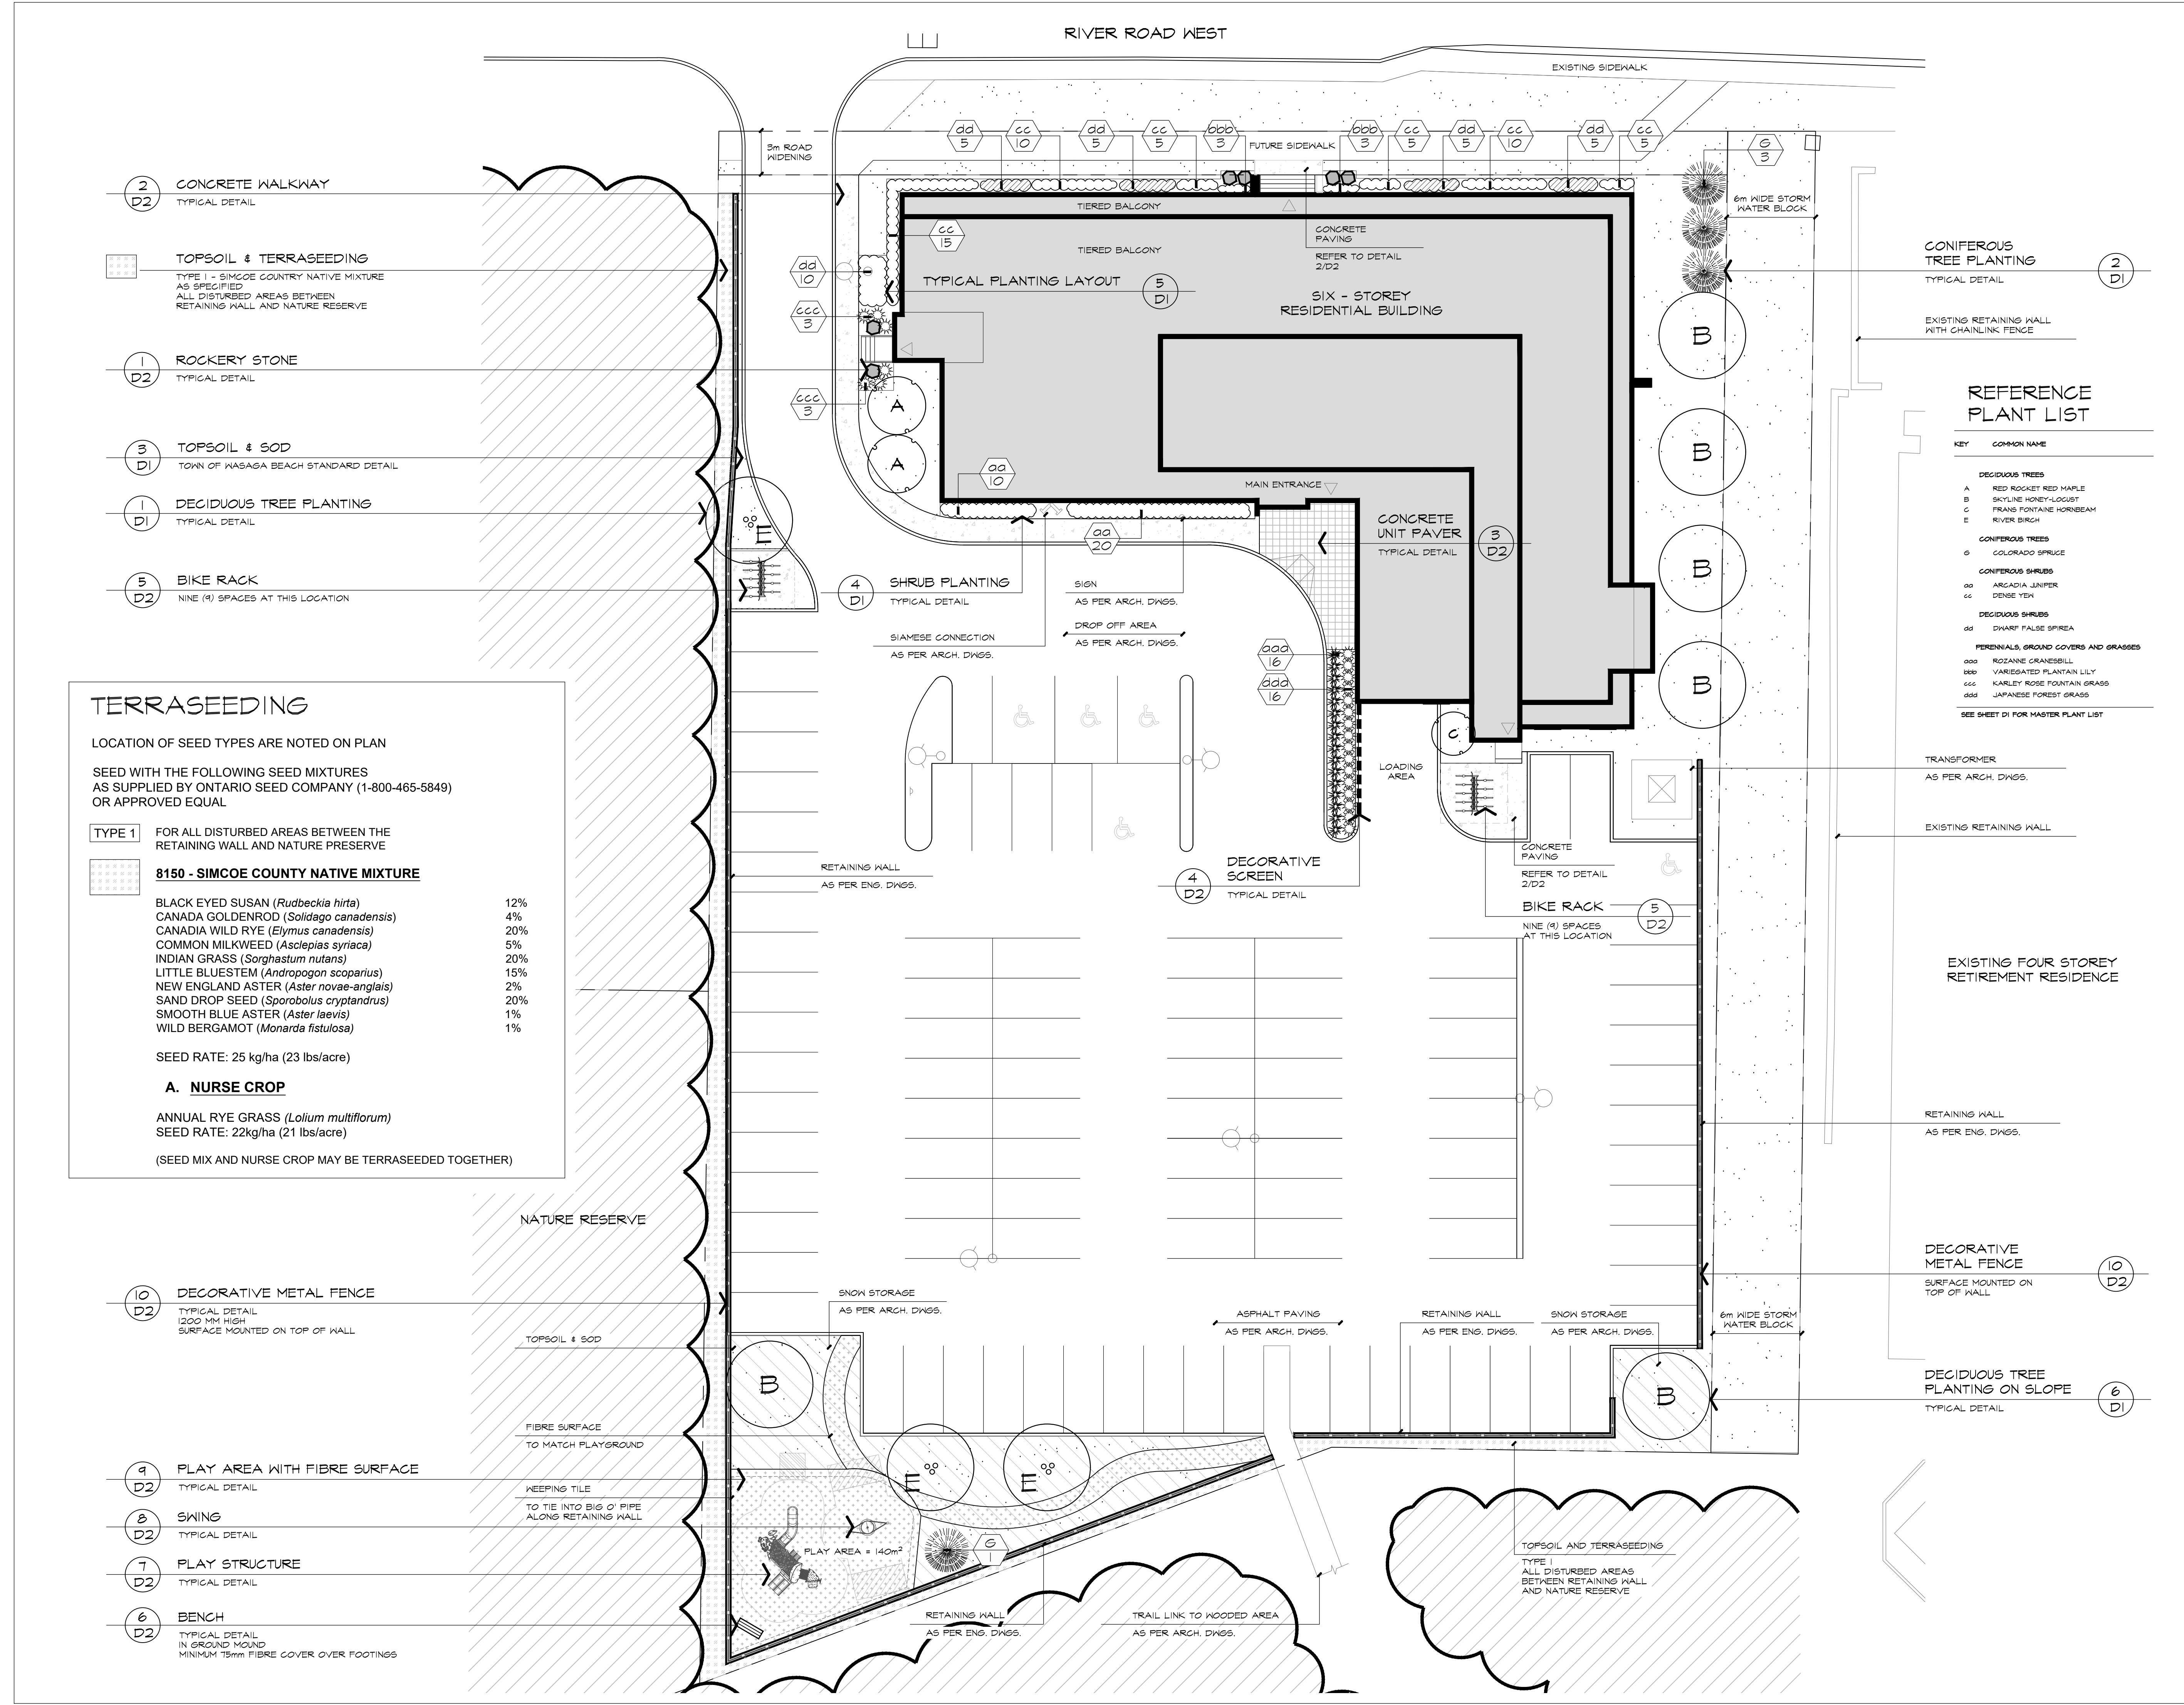 RIVER ROAD WEST
EXISTING SIDEWALK
3m ROAD
WIDENING
dd
5
cc
10
dd
5
cc
5
bbb
3
FUTURE SIDEWALK
bbb
3
cc
5
dd
5
cc
10
dd
5
cc
5
G
3
2
D2
CONCRETE WALKWAY
TYPICAL DETAIL
TOPSOIL & TERRASEEDING
TYPE 1 - SIMCOE COUNTRY NATIVE MIXTURE
AS SPECIFIED
ALL DISTURBED AREAS BETWEEN
RETAINING WALL AND NATURE RESERVE
1
D2
ROCKERY STONE
TYPICAL DETAIL
3
D1
TOPSOIL & SOD
TOWN OF WASAGA BEACH STANDARD DETAIL
1
D1
DECIDUOUS TREE PLANTING
TYPICAL DETAIL
5
D2
BIKE RACK
NINE (9) SPACES AT THIS LOCATION
TIERED BALCONY
TIERED BALCONY
cc
15
dd
10
ccc
3
ccc
3
TYPICAL PLANTING LAYOUT
5
D1
CONCRETE
PAVING
REFER TO DETAIL
2/D2
SIX - STOREY
RESIDENTIAL BUILDING
6m WIDE STORM
WATER BLOCK
CONIFEROUS
TREE PLANTING
TYPICAL DETAIL
2
D1
EXISTING RETAINING WALL
WITH CHAINLINK FENCE
A
A
B
B
B
B
E
aa
10
MAIN ENTRANCE
aa
20
CONCRETE
UNIT PAVER
TYPICAL DETAIL
3
D2
4
D1
SHRUB PLANTING
TYPICAL DETAIL
SIGN
AS PER ARCH. DWGS.
DROP OFF AREA
AS PER ARCH. DWGS.
SIAMESE CONNECTION
AS PER ARCH. DWGS.
aaa
16
ddd
16
C
LOADING
AREA
REFERENCE
PLANT LIST
KEY COMMON NAME
DECIDUOUS TREES
A RED ROCKET RED MAPLE
B SKYLINE HONEY-LOCUST
C FRANS FONTAINE HORNBEAM
E RIVER BIRCH
CONIFEROUS TREES
G COLORADO SPRUCE
CONIFEROUS SHRUBS
aa ARCADIA JUNIPER
cc DENSE YEW
DECIDUOUS SHRUBS
dd DWARF FALSE SPIREA
PERENNIALS, GROUND COVERS AND GRASSES
aaa ROZANNE CRANESBILL
bbb VARIEGATED PLANTAIN LILY
ccc KARLEY ROSE FOUNTAIN GRASS
ddd JAPANESE FOREST GRASS
SEE SHEET D1 FOR MASTER PLANT LIST
TRANSFORMER
AS PER ARCH. DWGS.
EXISTING RETAINING WALL
TERRASEEDING
LOCATION OF SEED TYPES ARE NOTED ON PLAN
SEED WITH THE FOLLOWING SEED MIXTURES
AS SUPPLIED BY ONTARIO SEED COMPANY (1-800-465-5849)
OR APPROVED EQUAL
TYPE 1 FOR ALL DISTURBED AREAS BETWEEN THE
RETAINING WALL AND NATURE PRESERVE
8150 - SIMCOE COUNTY NATIVE MIXTURE
BLACK EYED SUSAN (Rudbeckia hirta) 12%
CANADA GOLDENROD (Solidago canadensis) 4%
CANADIA WILD RYE (Elymus canadensis) 20%
COMMON MILKWEED (Asclepias syriaca) 5%
INDIAN GRASS (Sorghastum nutans) 20%
LITTLE BLUESTEM (Andropogon scoparius) 15%
NEW ENGLAND ASTER (Aster novae-anglais) 2%
SAND DROP SEED (Sporobolus cryptandrus) 20%
SMOOTH BLUE ASTER (Aster laevis) 1%
WILD BERGAMOT (Monarda fistulosa) 1%
SEED RATE: 25 kg/ha (23 lbs/acre)
A. NURSE CROP
ANNUAL RYE GRASS (Lolium multiflorum)
SEED RATE: 22kg/ha (21 lbs/acre)
(SEED MIX AND NURSE CROP MAY BE TERRASEEDED TOGETHER)
RETAINING WALL
AS PER ENG. DWGS.
4
D2
DECORATIVE
SCREEN
TYPICAL DETAIL
CONCRETE
PAVING
REFER TO DETAIL
2/D2
BIKE RACK
NINE (9) SPACES
AT THIS LOCATION
5
D2
EXISTING FOUR STOREY
RETIREMENT RESIDENCE
RETAINING WALL
AS PER ENG. DWGS.
NATURE RESERVE
10
D2
DECORATIVE METAL FENCE
TYPICAL DETAIL
1200 MM HIGH
SURFACE MOUNTED ON TOP OF WALL
SNOW STORAGE
AS PER ARCH. DWGS.
ASPHALT PAVING
AS PER ARCH. DWGS.
RETAINING WALL
AS PER ENG. DWGS.
SNOW STORAGE
AS PER ARCH. DWGS.
6m WIDE STORM
WATER BLOCK
DECORATIVE
METAL FENCE
SURFACE MOUNTED ON
TOP OF WALL
10
D2
TOPSOIL & SOD
B
B
DECIDUOUS TREE
PLANTING ON SLOPE
TYPICAL DETAIL
6
D1
FIBRE SURFACE
TO MATCH PLAYGROUND
E
E
9
D2
PLAY AREA WITH FIBRE SURFACE
TYPICAL DETAIL
WEEPING TILE
TO TIE INTO BIG O' PIPE
ALONG RETAINING WALL
8
D2
SWING
TYPICAL DETAIL
PLAY AREA = 140m²
G
1
7
D2
PLAY STRUCTURE
TYPICAL DETAIL
TOPSOIL AND TERRASEEDING
TYPE 1
ALL DISTURBED AREAS
BETWEEN RETAINING WALL
AND NATURE RESERVE
6
D2
BENCH
TYPICAL DETAIL
IN GROUND MOUND
MINIMUM 75mm FIBRE COVER OVER FOOTINGS
RETAINING WALL
AS PER ENG. DWGS.
TRAIL LINK TO WOODED AREA
AS PER ARCH. DWGS.